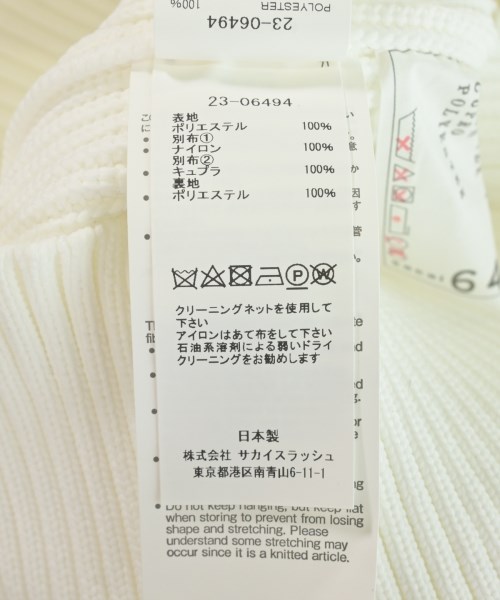 23-06494
POLYESTER 100%
23-06494
表地
ポリエステル 100%
別布①
ナイロン 100%
別布②
キュプラ 100%
裏地
ポリエステル 100%
クリーニングネットを使用して
下さい
アイロンはあて布をして下さい
石油系溶剤による弱いドライ
クリーニングをお勧めします
日本製
株式会社 サカイスラッシュ
東京都港区南青山6-11-1
Do not keep hanging, but keep flat
when storing to prevent from losing
shape and stretching. Please
understand some stretching may
occur since it is a knitted article.